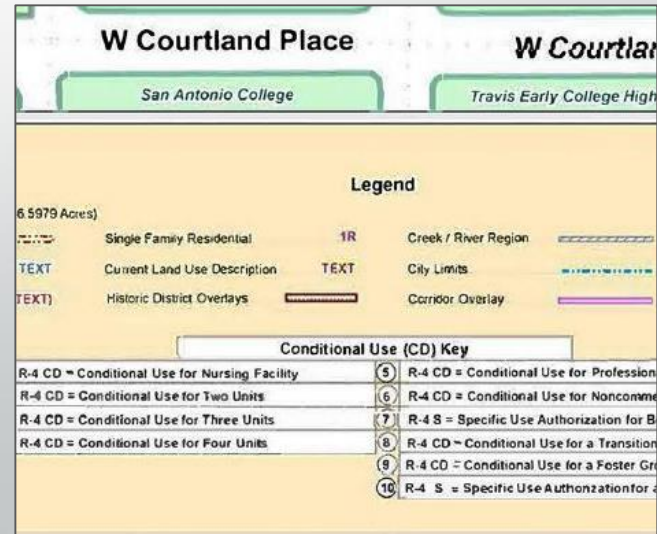 W Courtland Place
W Courtlan
San Antonio College
Travis Early College High
Legend
6.5979 Acres)
Single Family Residential 1R Creek / River Region
TEXT Current Land Use Description TEXT City Limits
TEXT) Historic District Overlays Corridor Overlay
Conditional Use (CD) Key
R-4 CD = Conditional Use for Nursing Facility
5 R-4 CD = Conditional Use for Profession
R-4 CD = Conditional Use for Two Units
6 R-4 CD = Conditional Use for Noncomme
R-4 CD = Conditional Use for Three Units
7 R-4 S = Specific Use Authorization for B
R-4 CD = Conditional Use for Four Units
8 R-4 CD = Conditional Use for a Transition
9 R-4 CD = Conditional Use for a Foster Gr
10 R-4 S = Specific Use Authorization for a